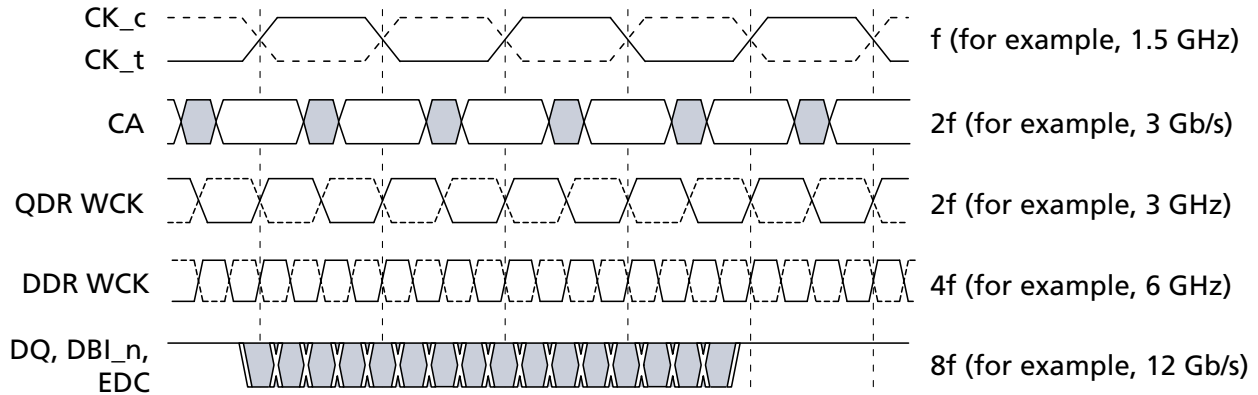 CK_c
CK_t
f (for example, 1.5 GHz)
CA
2f (for example, 3 Gb/s)
QDR WCK
2f (for example, 3 GHz)
DDR WCK
4f (for example, 6 GHz)
DQ, DBI_n,
EDC
8f (for example, 12 Gb/s)